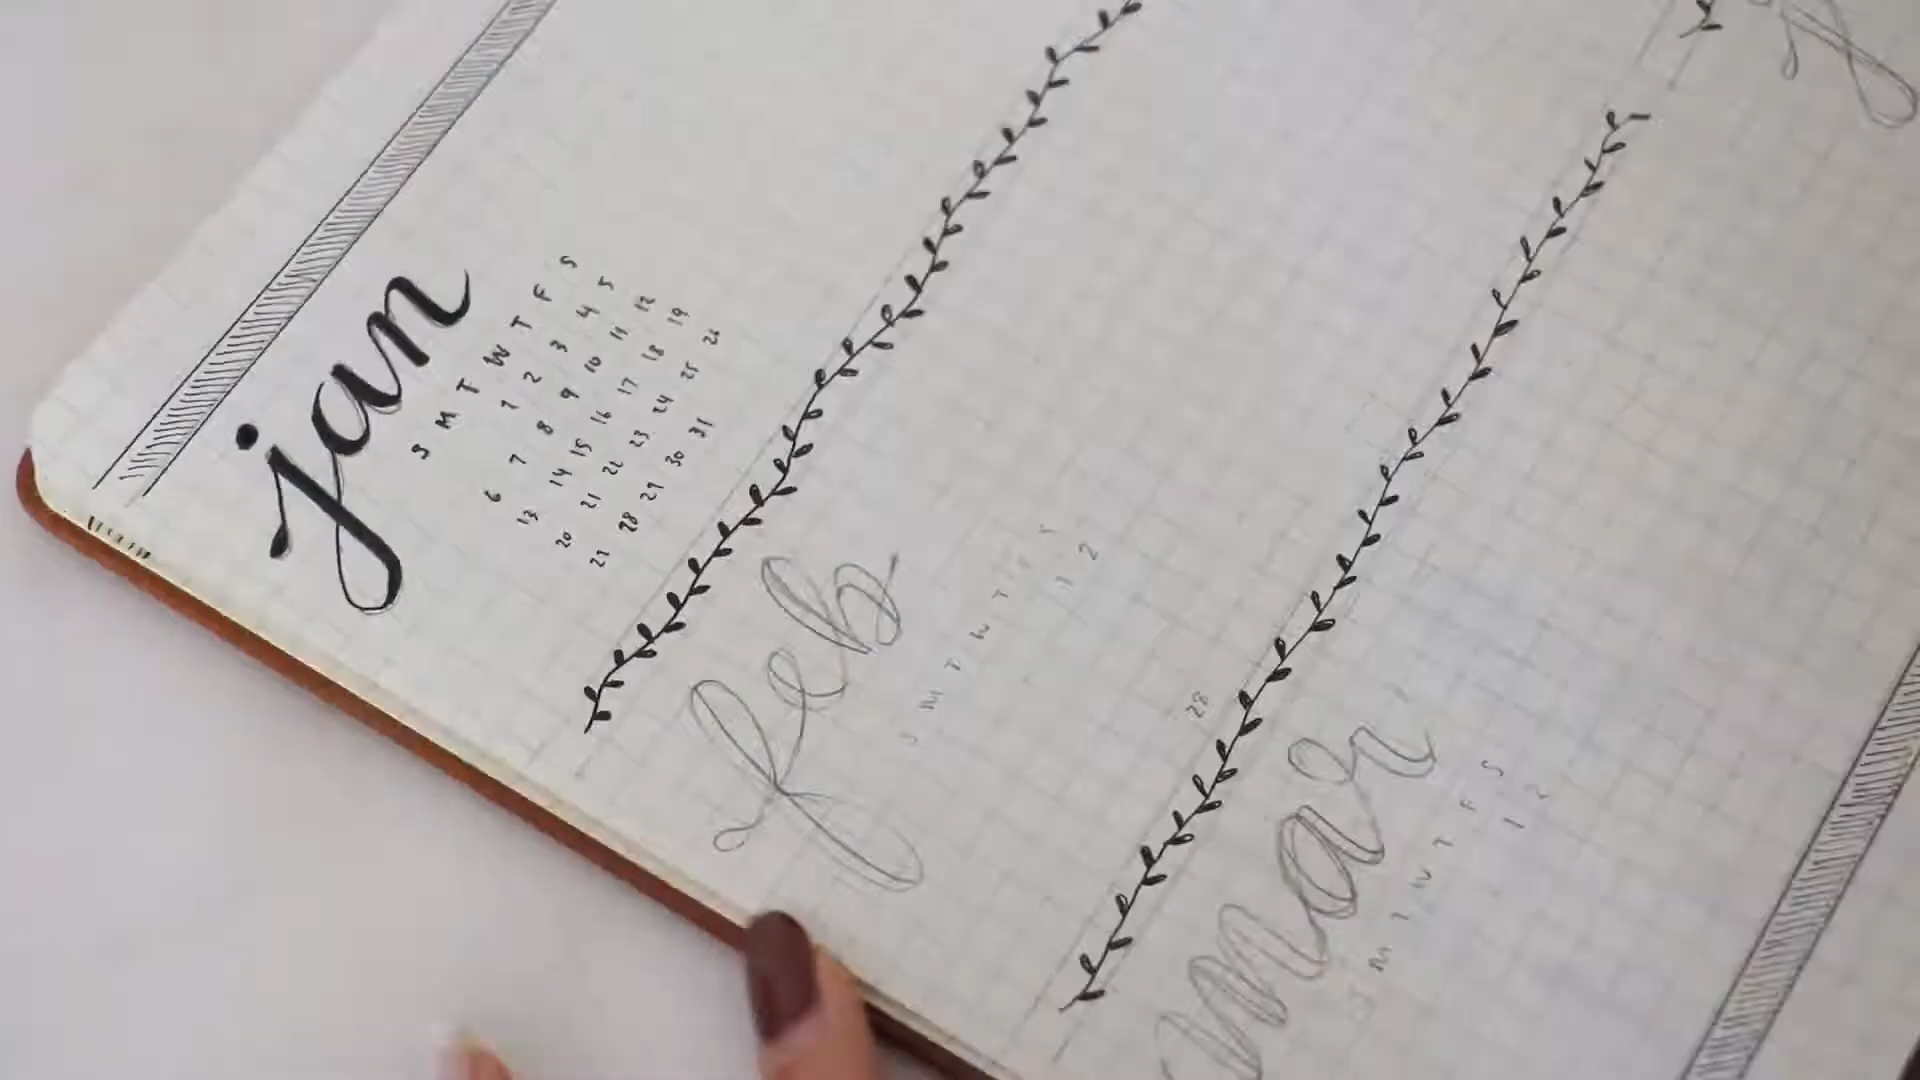 jan
S M T W T F S
1 2 3 4 5
6 7 8 9 10 11 12
13 14 15 16 17 18 19
20 21 22 23 24 25 26
27 28 29 30 31
feb
S M T W T F S
1 2
28
mar
S M T W T F S
1 2